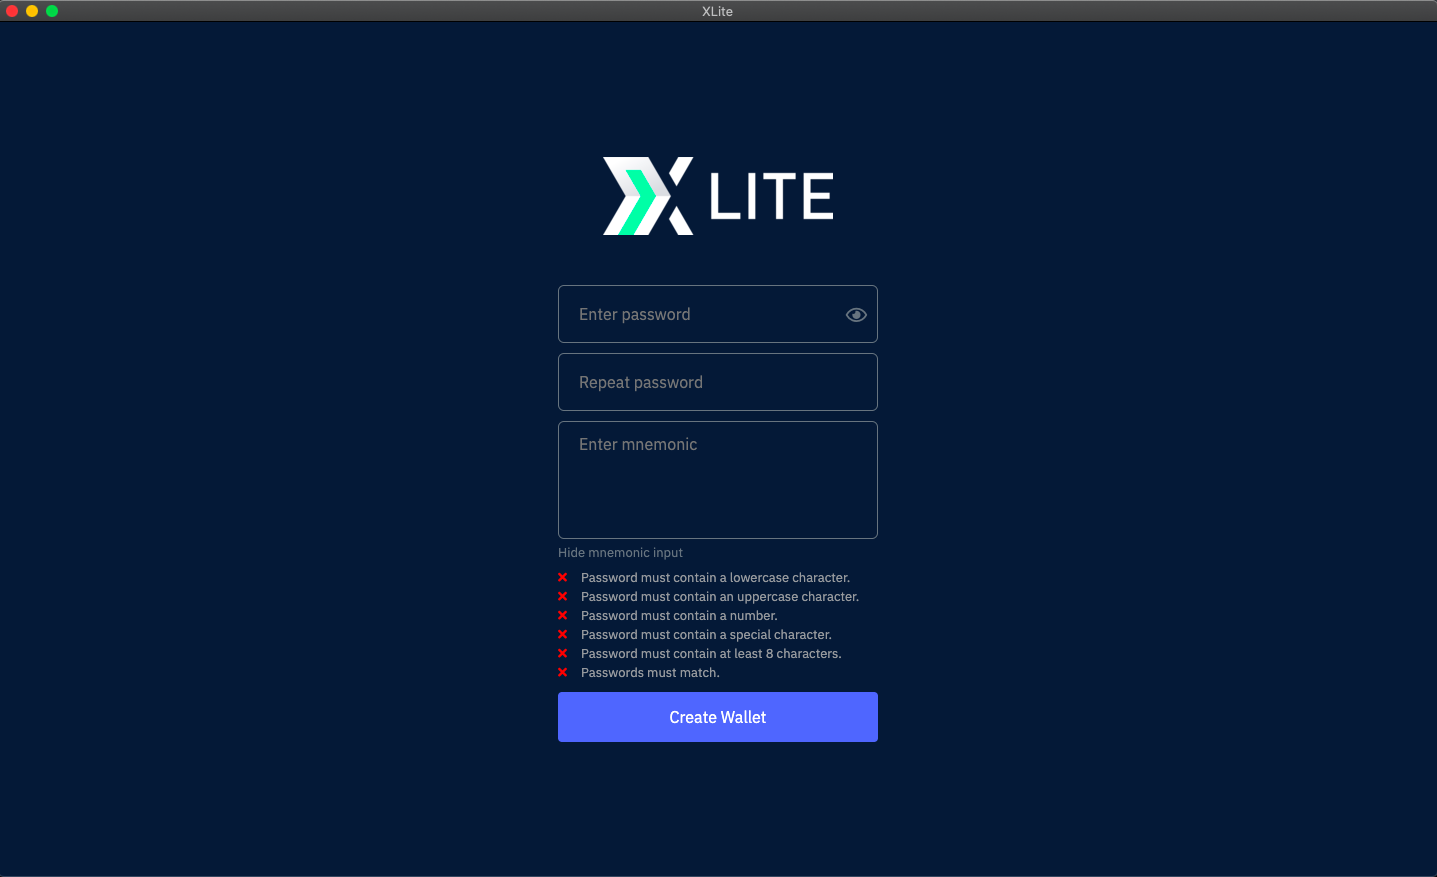 XLite
X LITE
Enter password
Repeat password
Enter mnemonic
Hide mnemonic input
Password must contain a lowercase character.
Password must contain an uppercase character.
Password must contain a number.
Password must contain a special character.
Password must contain at least 8 characters.
Passwords must match.
Create Wallet